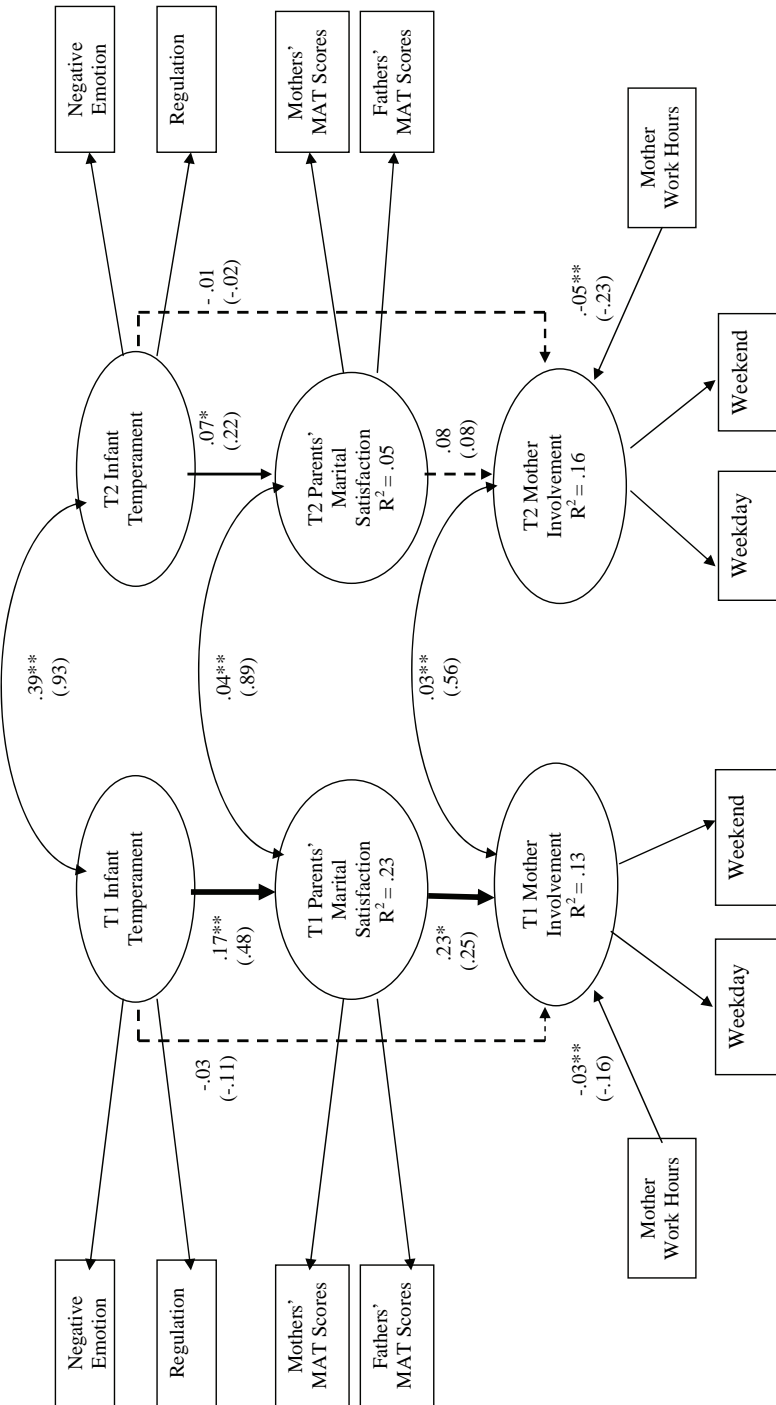 Negative
Emotion
Regulation
Mothers'
MAT Scores
Fathers'
MAT Scores
Mother
Work Hours
T1 Infant
Temperament
T1 Parents'
Marital
Satisfaction
R² = .23
T1 Mother
Involvement
R² = .13
Weekday
Weekend
-.03
(-.11)
.17**
(.48)
.23*
(.25)
-.03**
(-.16)
.39**
(.93)
.04**
(.89)
.03**
(.56)
T2 Infant
Temperament
T2 Parents'
Marital
Satisfaction
R² = .05
T2 Mother
Involvement
R² = .16
Weekday
Weekend
.07*
(.22)
.08
(.08)
-.01
(-.02)
.-05**
(-.23)
Negative
Emotion
Regulation
Mothers'
MAT Scores
Fathers'
MAT Scores
Mother
Work Hours